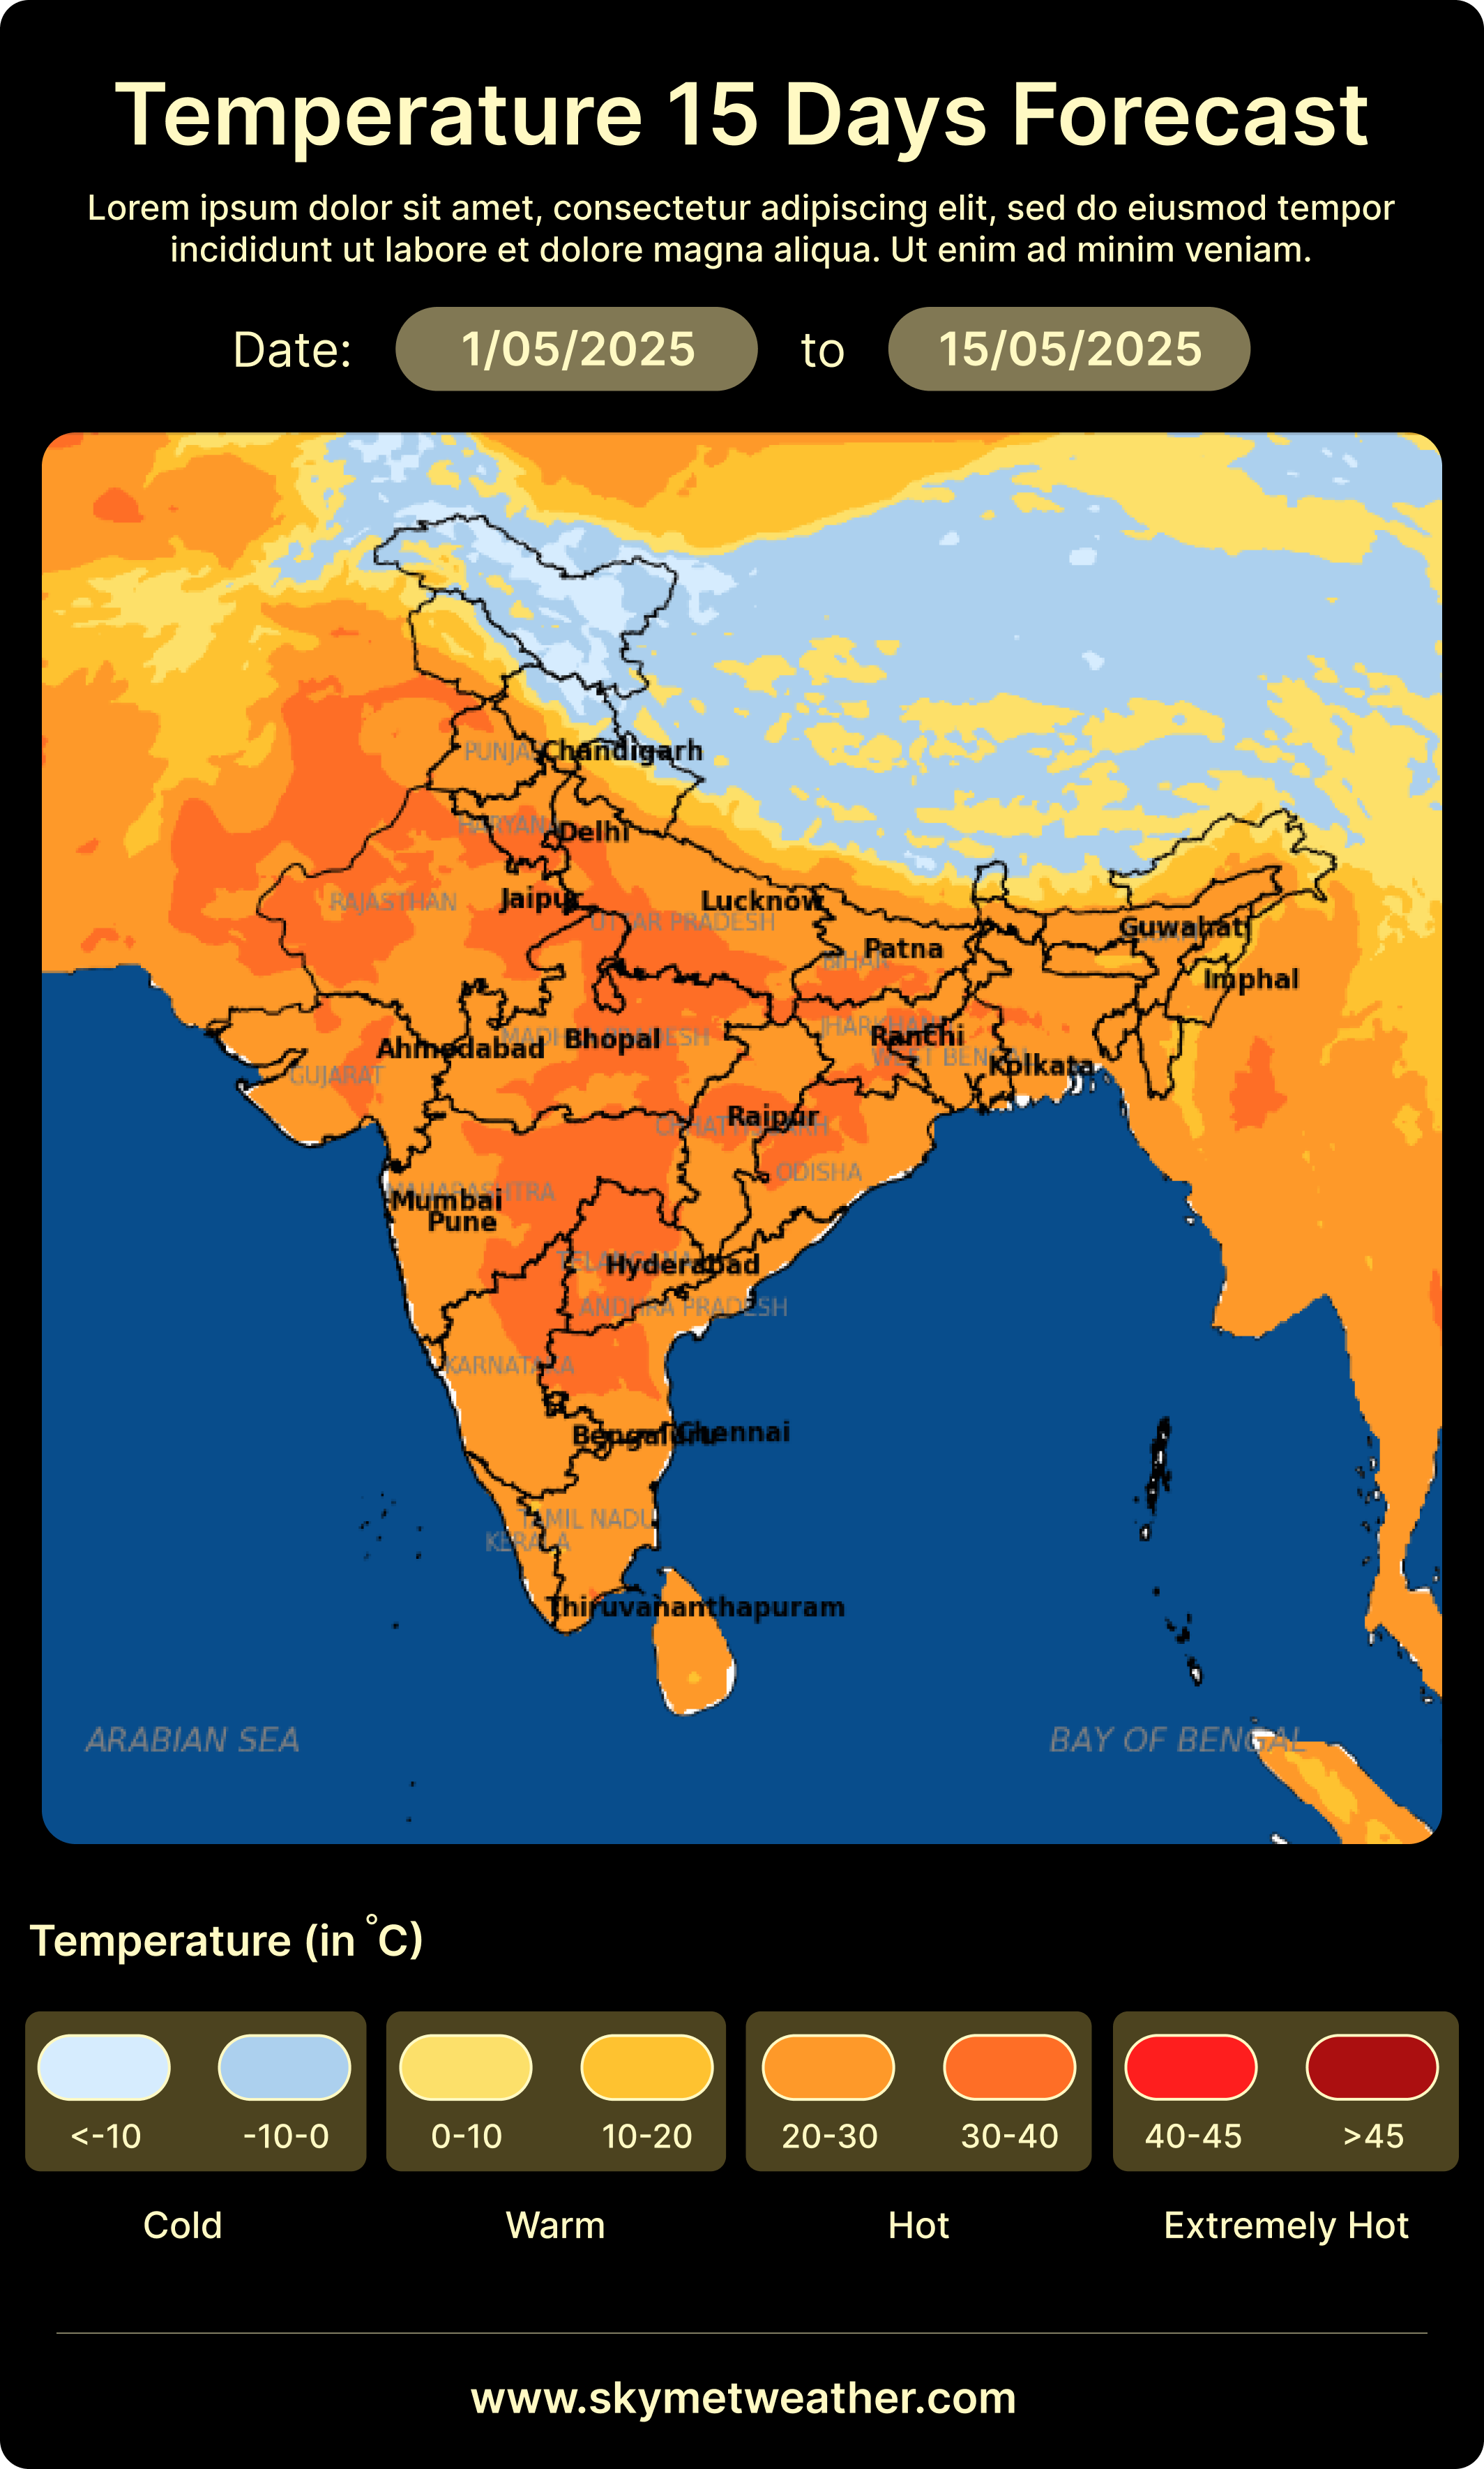 Temperature 15 Days Forecast
Lorem ipsum dolor sit amet, consectetur adipiscing elit, sed do eiusmod tempor
incididunt ut labore et dolore magna aliqua. Ut enim ad minim veniam.
Date: 1/05/2025 to 15/05/2025
Chandigarh
Delhi
RAJASTHAN
Jaipur
Lucknow
UTTAR PRADESH
Guwahati
Patna
BIHAR
Imphal
JHARKHAND
Ranchi
MADHYA PRADESH
Bhopal
Ahmedabad
WEST BENGAL
Kolkata
GUJARAT
Raipur
CHHATTISGARH
ODISHA
MAHARASHTRA
Mumbai
Pune
TELANGANA
Hyderabad
ANDHRA PRADESH
KARNATAKA
Bengaluru
Chennai
TAMIL NADU
KERALA
Thiruvananthapuram
ARABIAN SEA
BAY OF BENGAL
Temperature (in °C)
<-10 -10-0 0-10 10-20 20-30 30-40 40-45 >45
Cold Warm Hot Extremely Hot
www.skymetweather.com